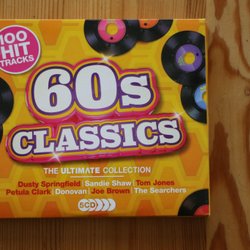 100
HIT
TRACKS
60s
CLASSICS
THE ULTIMATE COLLECTION
Dusty Springfield | Sandie Shaw | Tom Jones
Petula Clark | Donovan | Joe Brown | The Searchers
5CD